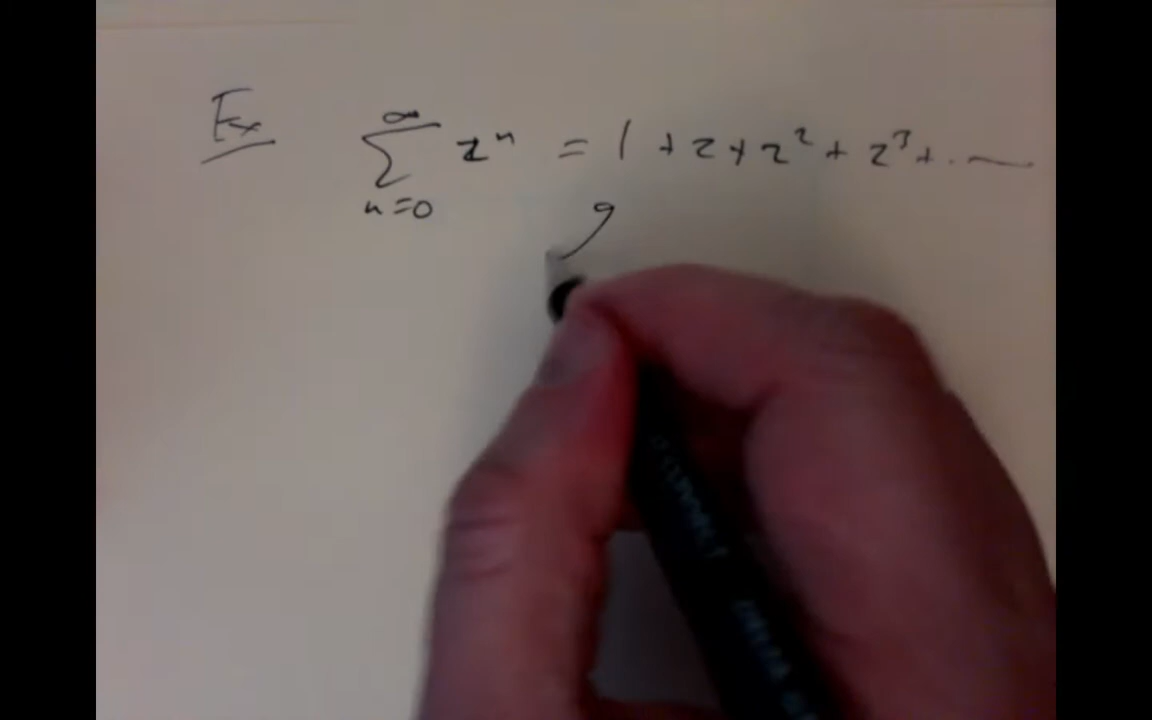 Ex ∑_{n=0}^{∞} z^n = 1 + z + z^2 + z^3 + ...